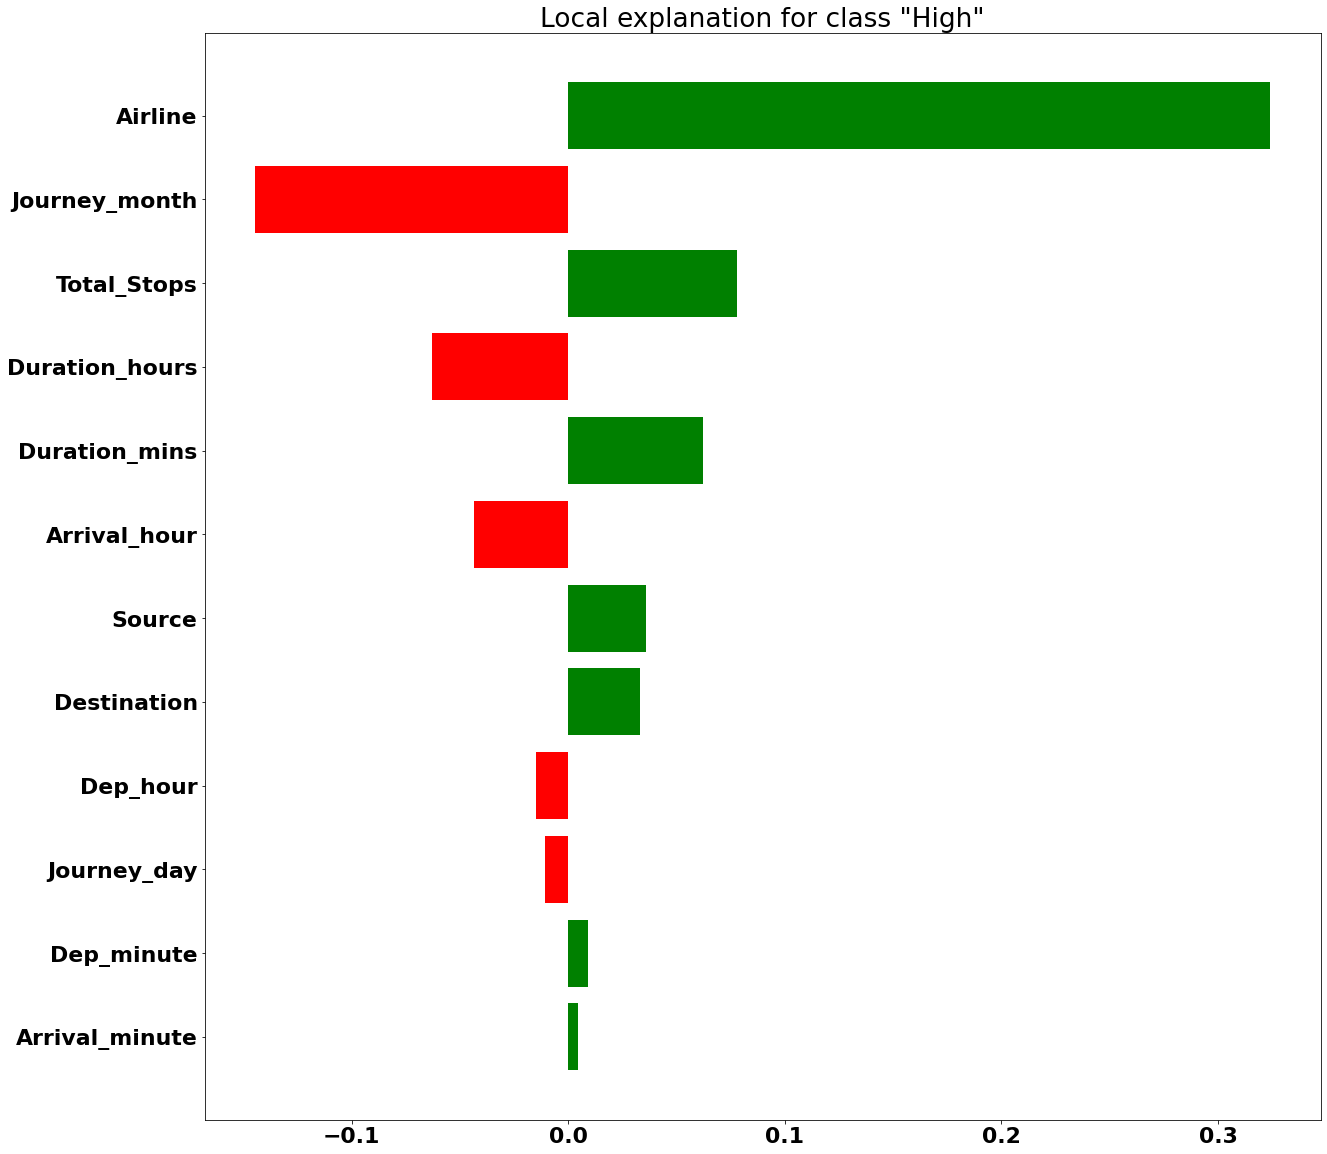 Local explanation for class "High"
Airline
Journey_month
Total_Stops
Duration_hours
Duration_mins
Arrival_hour
Source
Destination
Dep_hour
Journey_day
Dep_minute
Arrival_minute
−0.1 0.0 0.1 0.2 0.3